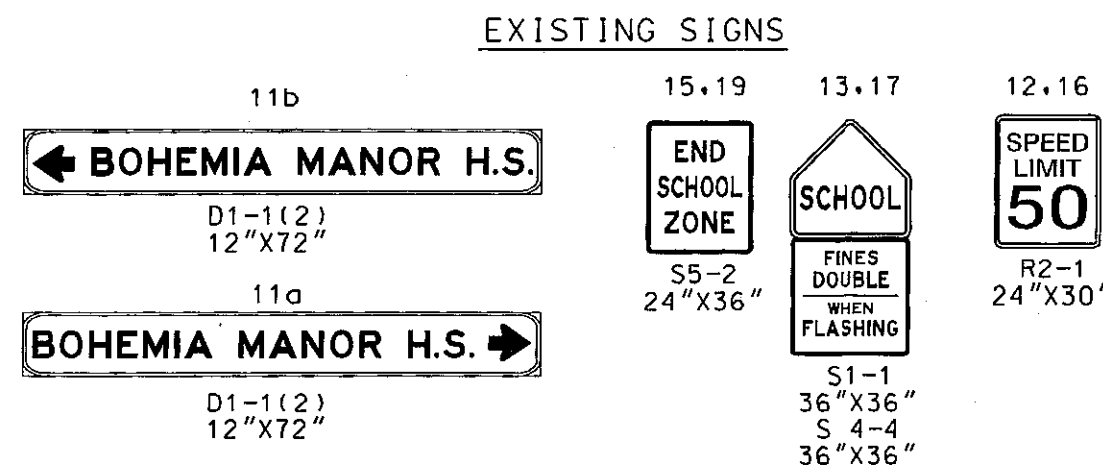 EXISTING SIGNS
11b
BOHEMIA MANOR H.S.
D1-1(2)
12"X72"
11a
BOHEMIA MANOR H.S.
D1-1(2)
12"X72"
15,19
END
SCHOOL
ZONE
S5-2
24"X36"
13,17
SCHOOL
FINES
DOUBLE
WHEN
FLASHING
S1-1
36"X36"
S 4-4
36"X36"
12,16
SPEED
LIMIT
50
R2-1
24"X30"